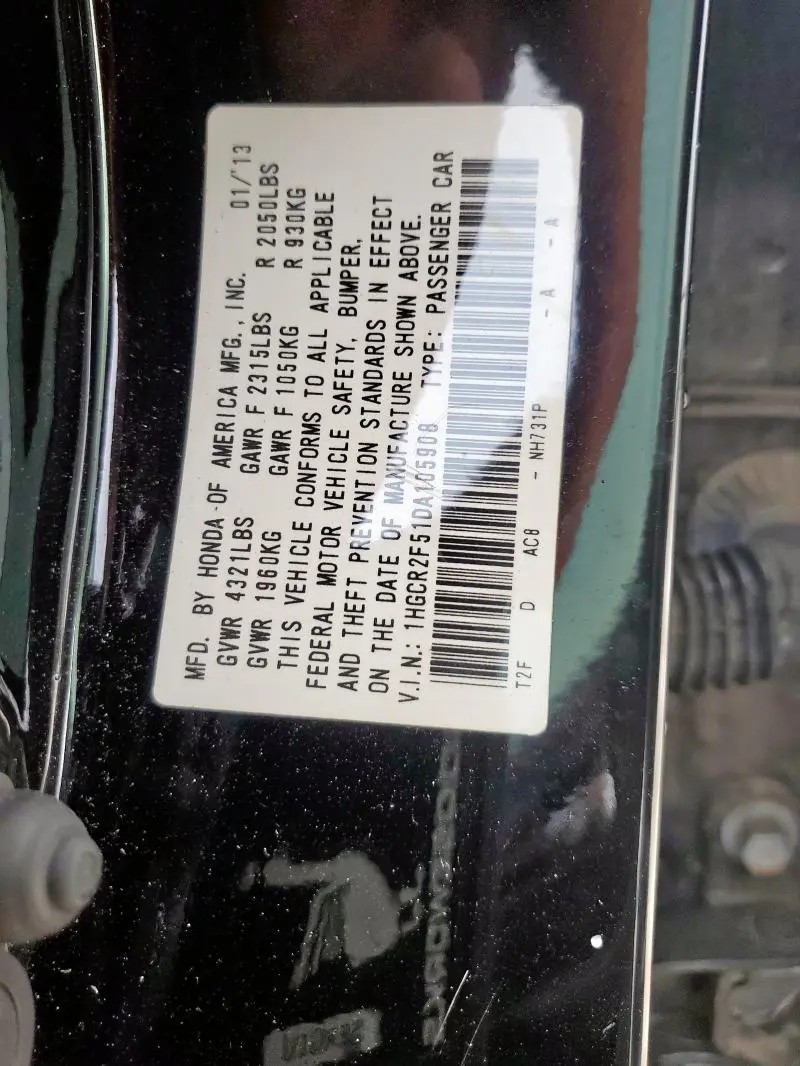 MFD. BY HONDA OF AMERICA MFG., INC. 01/'13
GVWR 4321LBS GAWR F 2315LBS R 2050LBS
GVWR 1960KG GAWR F 1050KG R 930KG
THIS VEHICLE CONFORMS TO ALL APPLICABLE
FEDERAL MOTOR VEHICLE SAFETY, BUMPER,
AND THEFT PREVENTION STANDARDS IN EFFECT
ON THE DATE OF MANUFACTURE SHOWN ABOVE.
V.I.N.: 1HGCR2F51DA105908 TYPE: PASSENGER CAR
T2F D AC8 - NH731P - A - A